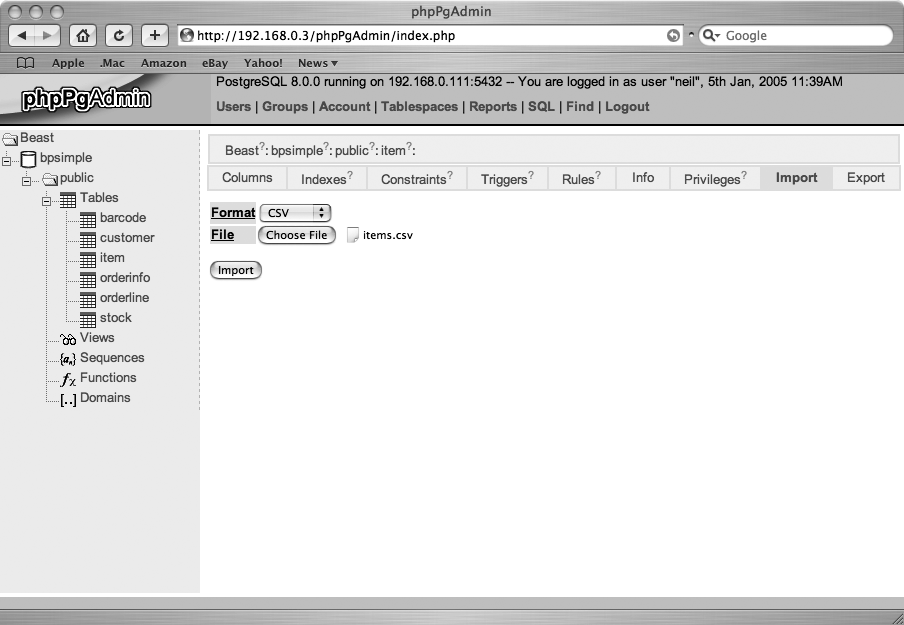 phpPgAdmin
http://192.168.0.3/phpPgAdmin/index.php
Google
Apple .Mac Amazon eBay Yahoo! News
phpPgAdmin
PostgreSQL 8.0.0 running on 192.168.0.111:5432 -- You are logged in as user "neil", 5th Jan, 2005 11:39AM
Users | Groups | Account | Tablespaces | Reports | SQL | Find | Logout
Beast
bpsimple
public
Tables
barcode
customer
item
orderinfo
orderline
stock
Views
Sequences
Functions
Domains
Beast?: bpsimple?: public?: item?:
Columns Indexes? Constraints? Triggers? Rules? Info Privileges? Import Export
Format CSV
File Choose File items.csv
Import